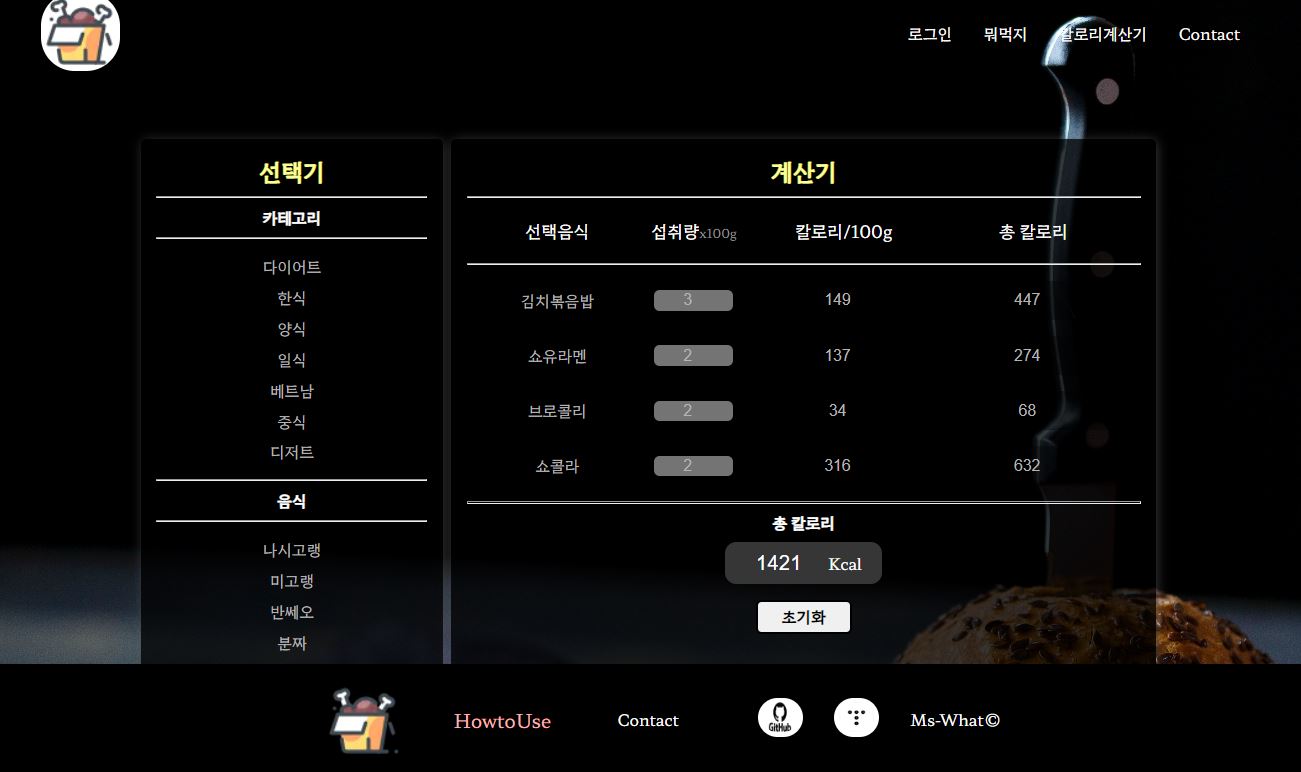 로그인 뭐먹지 칼로리계산기 Contact
선택기
카테고리
다이어트
한식
양식
일식
베트남
중식
디저트
음식
나시고랭
미고랭
반쎄오
분짜
계산기
선택음식 섭취량x100g 칼로리/100g 총 칼로리
김치볶음밥 3 149 447
쇼유라멘 2 137 274
브로콜리 2 34 68
쇼콜라 2 316 632
총 칼로리
1421 Kcal
초기화
HowtoUse Contact GitHub Ms-What©